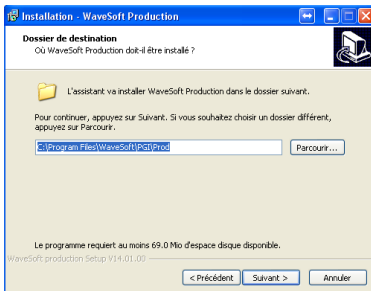 Installation - WaveSoft Production
Dossier de destination
Où WaveSoft Production doit-il être installé ?
L'assistant va installer WaveSoft Production dans le dossier suivant.
Pour continuer, appuyez sur Suivant. Si vous souhaitez choisir un dossier différent,
appuyez sur Parcourir.
C:\Program Files\WaveSoft\PGI\Prod
Parcourir...
Le programme requiert au moins 69.0 Mio d'espace disque disponible.
WaveSoft production Setup V14.01.00
< Précédent
Suivant >
Annuler